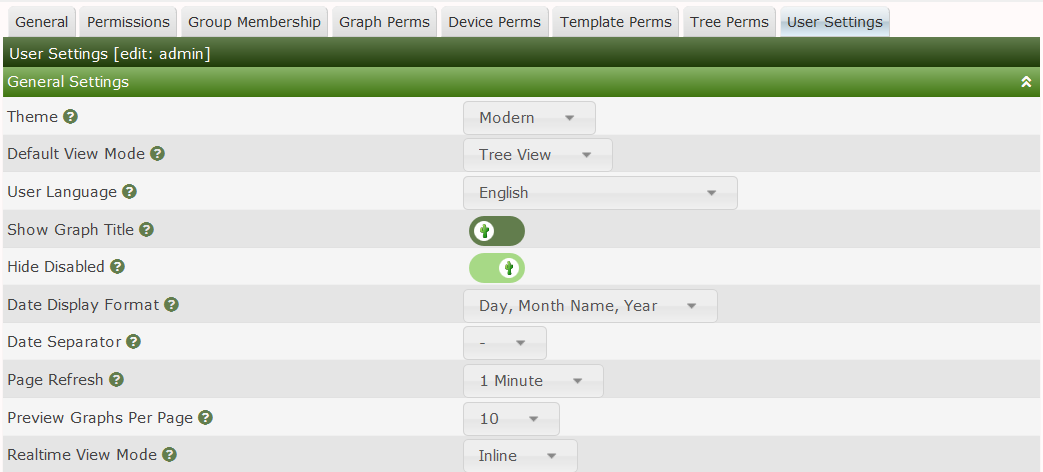 General Permissions Group Membership Graph Perms Device Perms Template Perms Tree Perms User Settings
User Settings [edit: admin]
General Settings
Theme Modern
Default View Mode Tree View
User Language English
Show Graph Title
Hide Disabled
Date Display Format Day, Month Name, Year
Date Separator -
Page Refresh 1 Minute
Preview Graphs Per Page 10
Realtime View Mode Inline